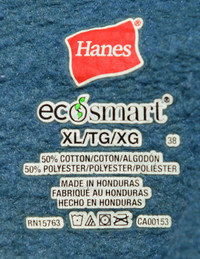 Hanes®
ecosmart®
XL/TG/XG 38
50% COTTON/COTON/ALGODÓN
50% POLYESTER/POLYESTER/POLIÉSTER
MADE IN HONDURAS
FABRIQUÉ AU HONDURAS
HECHO EN HONDURAS
RN15763 CA00153